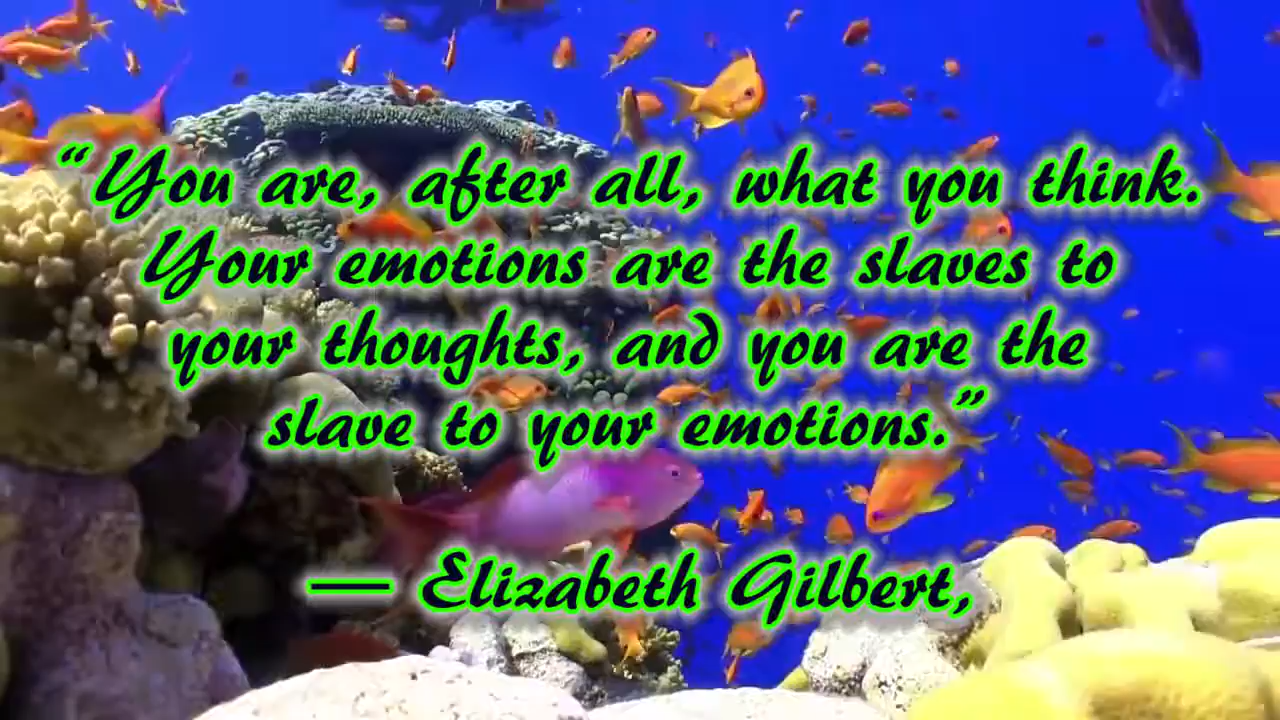 “You are, after all, what you think.
Your emotions are the slaves to
your thoughts, and you are the
slave to your emotions.”
— Elizabeth Gilbert,